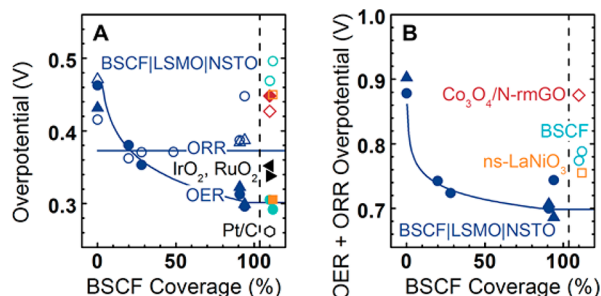 A
BSCF|LSMO|NSTO
ORR
IrO2, RuO2
OER
Pt/C
0.5
0.4
0.3
Overpotential (V)
0 50 100
BSCF Coverage (%)
B
Co3O4/N-rmGO
BSCF
ns-LaNiO3
BSCF|LSMO|NSTO
1.0
0.9
0.8
0.7
OER + ORR Overpotential (V)
0 50 100
BSCF Coverage (%)